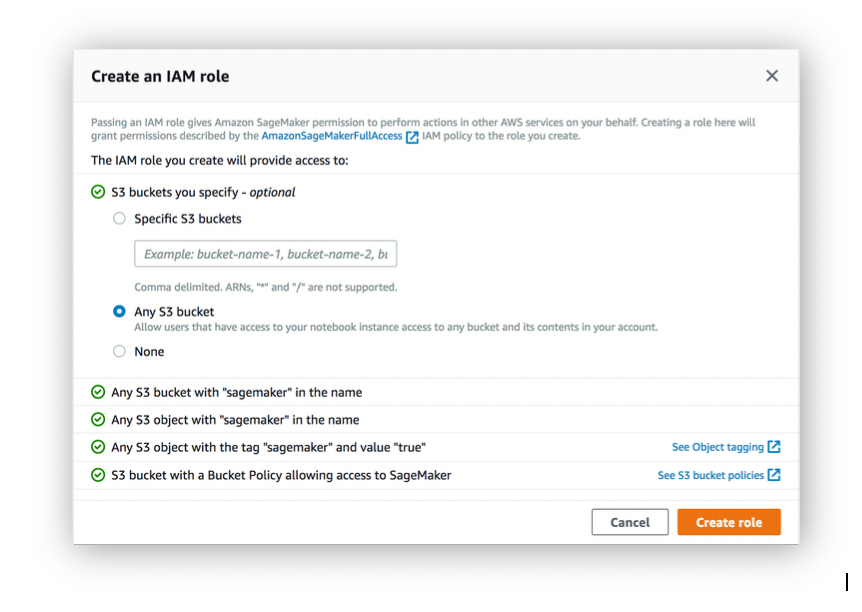 Create an IAM role
Passing an IAM role gives Amazon SageMaker permission to perform actions in other AWS services on your behalf. Creating a role here will
grant permissions described by the AmazonSageMakerFullAccess IAM policy to the role you create.
The IAM role you create will provide access to:
S3 buckets you specify - optional
Specific S3 buckets
Example: bucket-name-1, bucket-name-2, bu
Comma delimited. ARNs, "*" and "/" are not supported.
Any S3 bucket
Allow users that have access to your notebook instance access to any bucket and its contents in your account.
None
Any S3 bucket with "sagemaker" in the name
Any S3 object with "sagemaker" in the name
Any S3 object with the tag "sagemaker" and value "true" See Object tagging
S3 bucket with a Bucket Policy allowing access to SageMaker See S3 bucket policies
Cancel Create role